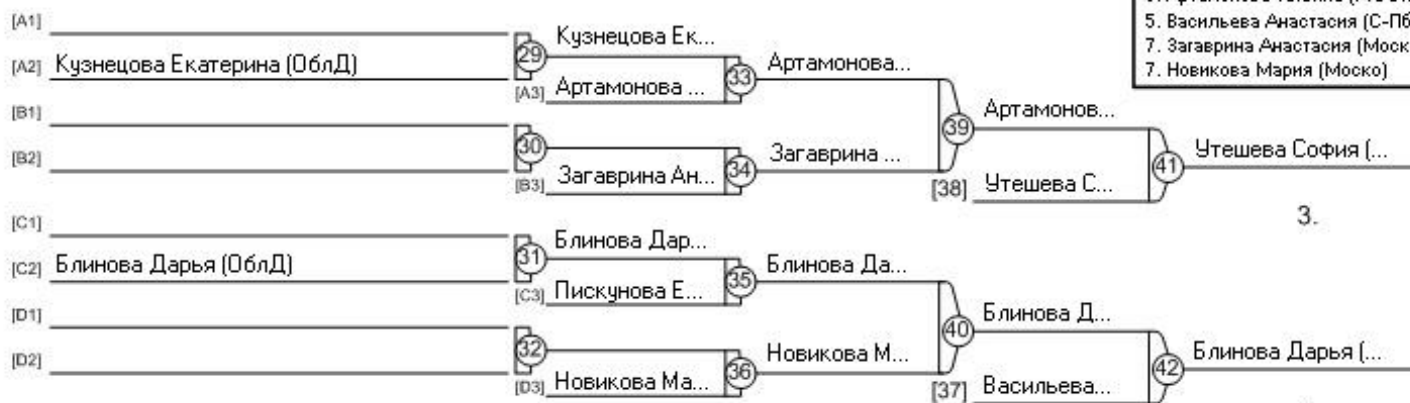 5. Васильева Анастасия (С-Пб
7. Загаврина Анастасия (Моск
7. Новикова Мария (Моско)
[A1]
[A2] Кузнецова Екатерина (ОблД)
[B1]
[B2]
[C1]
[C2] Блинова Дарья (ОблД)
[D1]
[D2]
29
Кузнецова Ек...
[A3] Артамонова ...
30
[B3] Загаврина Ан...
31
Блинова Дар...
[C3] Пискунова Е...
32
[D3] Новикова Ма...
33
Артамонова...
34
Загаврина ...
35
Блинова Да...
36
Новикова М...
39
Артамонов...
[38] Утешева С...
40
Блинова Д...
[37] Васильева...
41
Утешева София (...
3.
42
Блинова Дарья (...